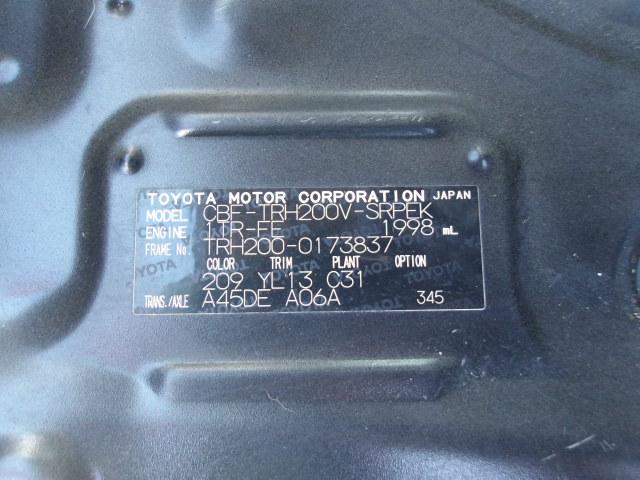 TOYOTA MOTOR CORPORATION JAPAN
MODEL CBF-TRH200V-SRPEK
ENGINE 1TR-FE 1998 mL
FRAME No. TRH200-0173837
COLOR TRIM PLANT OPTION
209 YL13 C31
TRANS./AXLE A45DE A06A 345